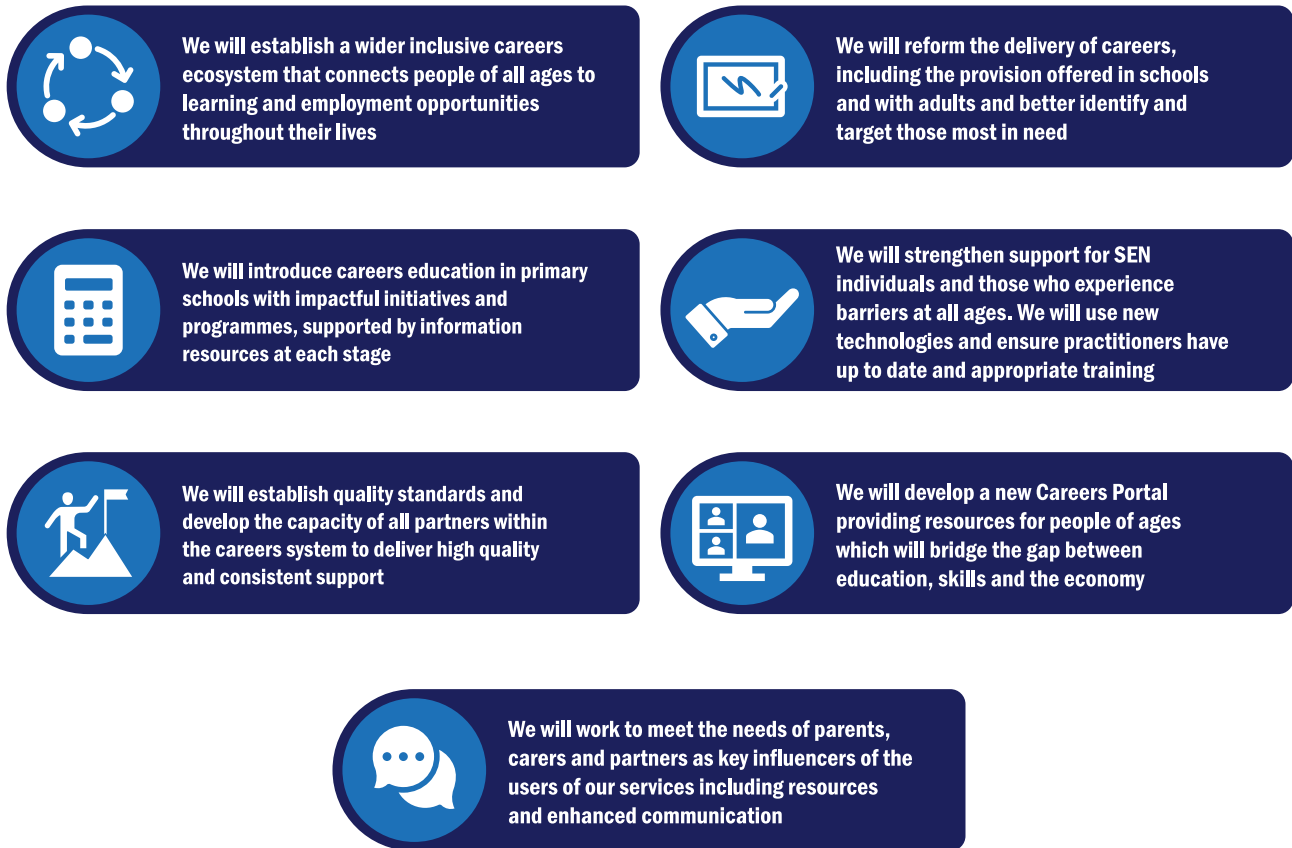 We will establish a wider inclusive careers
ecosystem that connects people of all ages to
learning and employment opportunities
throughout their lives
We will reform the delivery of careers,
including the provision offered in schools
and with adults and better identify and
target those most in need
We will introduce careers education in primary
schools with impactful initiatives and
programmes, supported by information
resources at each stage
We will strengthen support for SEN
individuals and those who experience
barriers at all ages. We will use new
technologies and ensure practitioners have
up to date and appropriate training
We will establish quality standards and
develop the capacity of all partners within
the careers system to deliver high quality
and consistent support
We will develop a new Careers Portal
providing resources for people of ages
which will bridge the gap between
education, skills and the economy
We will work to meet the needs of parents,
carers and partners as key influencers of the
users of our services including resources
and enhanced communication